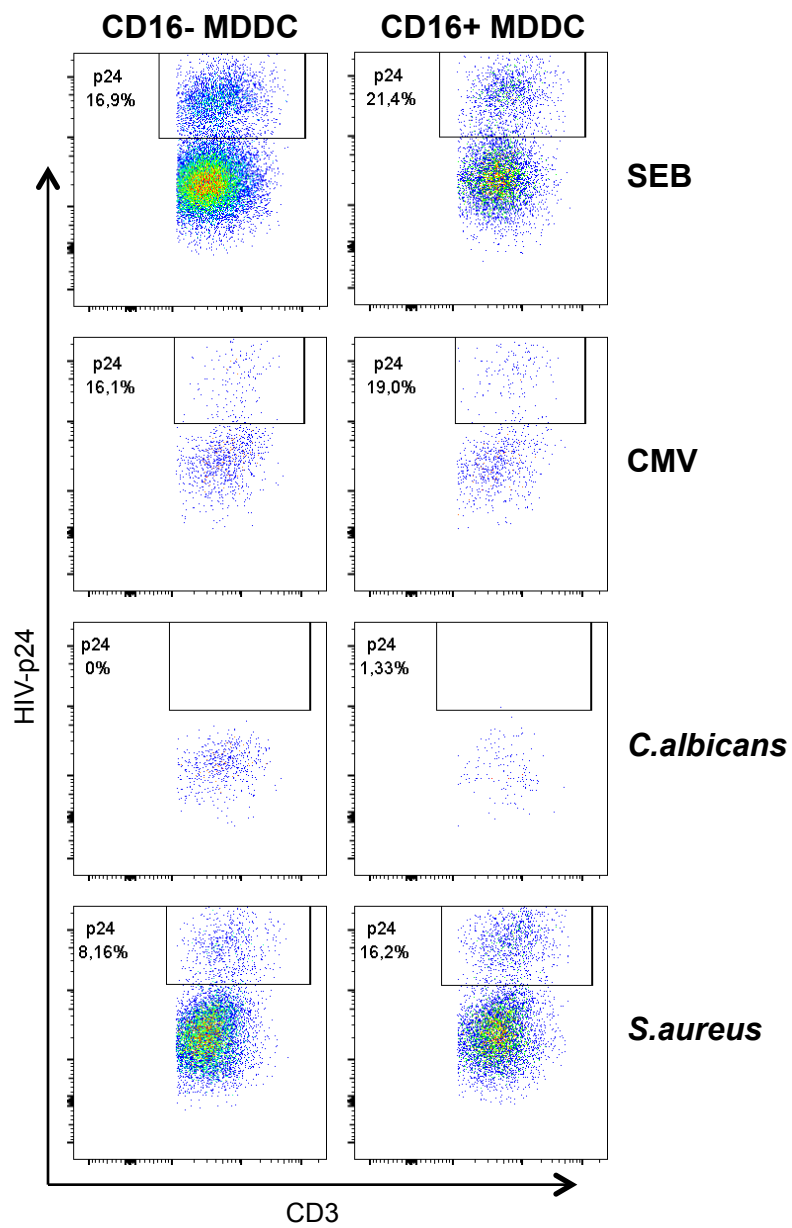 CD16- MDDC
CD16+ MDDC
p24
16,9%
p24
21,4%
SEB
p24
16,1%
p24
19,0%
CMV
p24
0%
p24
1,33%
C.albicans
p24
8,16%
p24
16,2%
S.aureus
HIV-p24
CD3